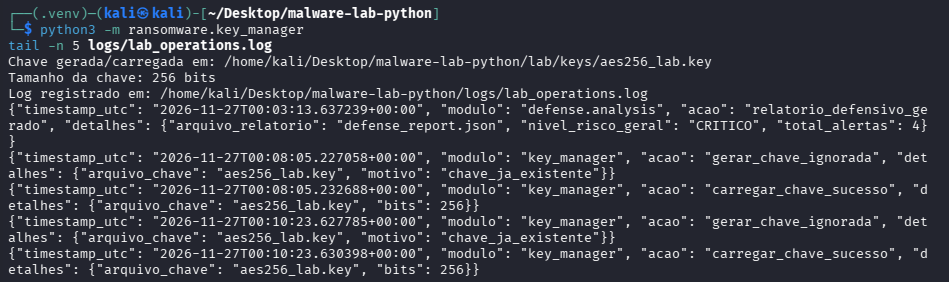 ┌──(.venv)─(kali㉿kali)-[~/Desktop/malware-lab-python]
└─$ python3 -m ransomware.key_manager
tail -n 5 logs/lab_operations.log
Chave gerada/carregada em: /home/kali/Desktop/malware-lab-python/lab/keys/aes256_lab.key
Tamanho da chave: 256 bits
Log registrado em: /home/kali/Desktop/malware-lab-python/logs/lab_operations.log
{"timestamp_utc": "2026-11-27T00:03:13.637239+00:00", "modulo": "defense.analysis", "acao": "relatorio_defensivo_ge
rado", "detalhes": {"arquivo_relatorio": "defense_report.json", "nivel_risco_geral": "CRITICO", "total_alertas": 4}
}
{"timestamp_utc": "2026-11-27T00:08:05.227058+00:00", "modulo": "key_manager", "acao": "gerar_chave_ignorada", "det
alhes": {"arquivo_chave": "aes256_lab.key", "motivo": "chave_ja_existente"}}
{"timestamp_utc": "2026-11-27T00:08:05.232688+00:00", "modulo": "key_manager", "acao": "carregar_chave_sucesso", "d
etalhes": {"arquivo_chave": "aes256_lab.key", "bits": 256}}
{"timestamp_utc": "2026-11-27T00:10:23.627785+00:00", "modulo": "key_manager", "acao": "gerar_chave_ignorada", "det
alhes": {"arquivo_chave": "aes256_lab.key", "motivo": "chave_ja_existente"}}
{"timestamp_utc": "2026-11-27T00:10:23.630398+00:00", "modulo": "key_manager", "acao": "carregar_chave_sucesso", "d
etalhes": {"arquivo_chave": "aes256_lab.key", "bits": 256}}